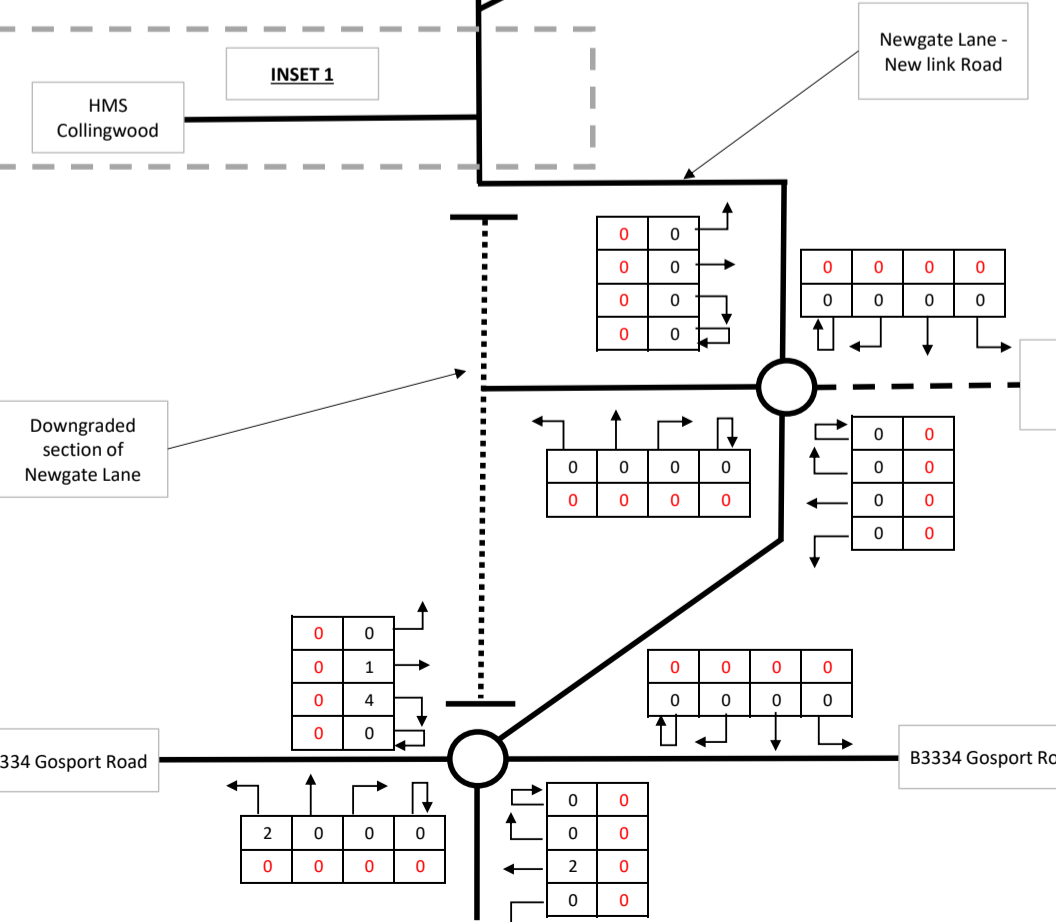 Newgate Lane -
New link Road
INSET 1
HMS
Collingwood
0 0
0 0
0 0
0 0
0 0 0 0
0 0 0 0
Downgraded
section of
Newgate Lane
0 0 0 0
0 0 0 0
0 0
0 0
0 0
0 0
0 0
0 1
0 4
0 0
0 0 0 0
0 0 0 0
334 Gosport Road
B3334 Gosport Ro
2 0 0 0
0 0 0 0
0 0
0 0
2 0
0 0